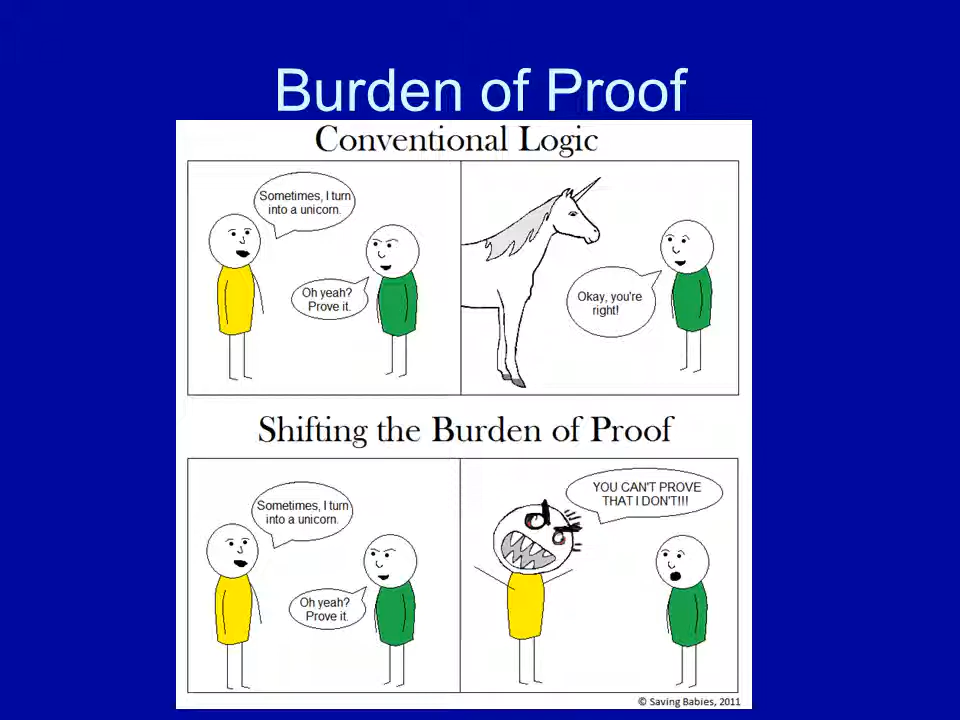 Burden of Proof
Conventional Logic
Sometimes, I turn
into a unicorn.
Oh yeah?
Prove it.
Okay, you're
right!
Shifting the Burden of Proof
Sometimes, I turn
into a unicorn.
Oh yeah?
Prove it.
YOU CAN'T PROVE
THAT I DON'T!!!
© Saving Babies, 2011